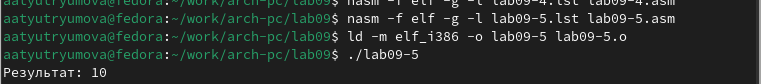 aatyutryumova@fedora:~/work/arch-pc/lab09$ nasm -f elf -g -l lab09-4.lst lab09-4.asm
aatyutryumova@fedora:~/work/arch-pc/lab09$ nasm -f elf -g -l lab09-5.lst lab09-5.asm
aatyutryumova@fedora:~/work/arch-pc/lab09$ ld -m elf_i386 -o lab09-5 lab09-5.o
aatyutryumova@fedora:~/work/arch-pc/lab09$ ./lab09-5
Результат: 10